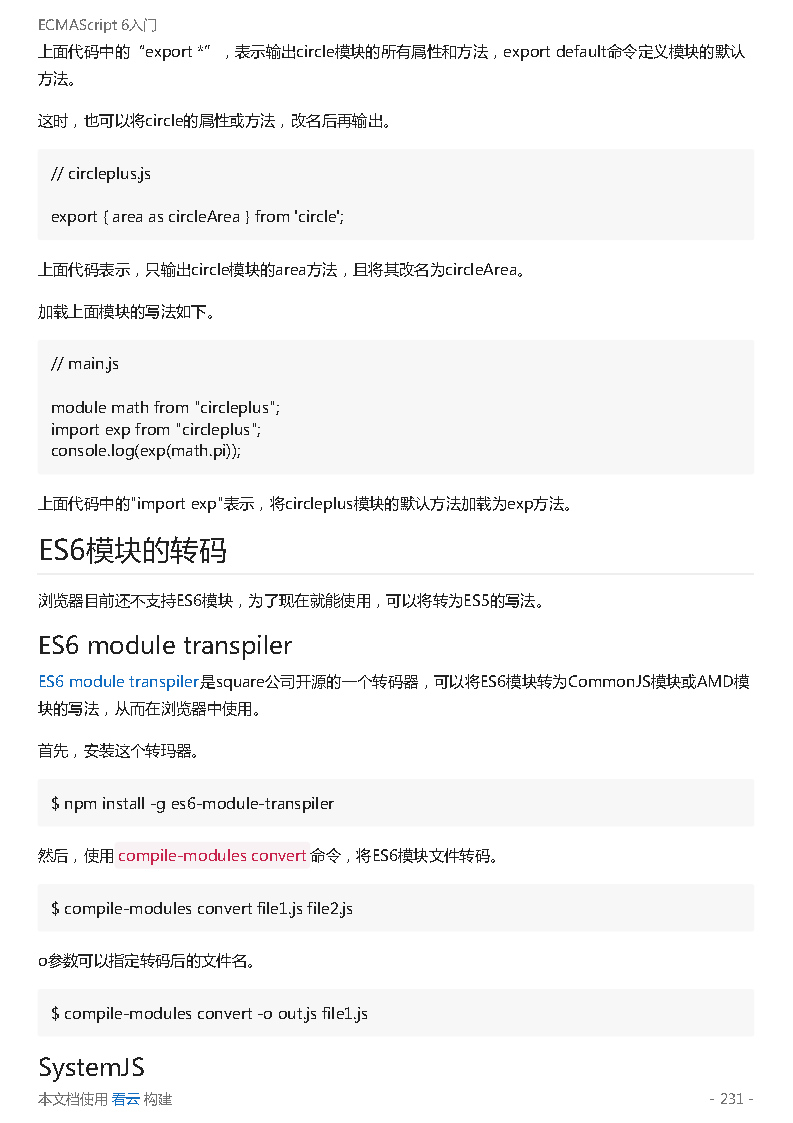 ECMAScript 6入门
上面代码中的“export *”，表示输出circle模块的所有属性和方法，export default命令定义模块的默认
方法。
这时，也可以将circle的属性或方法，改名后再输出。
// circleplus.js
export { area as circleArea } from 'circle';
上面代码表示，只输出circle模块的area方法，且将其改名为circleArea。
加载上面模块的写法如下。
// main.js
module math from "circleplus";
import exp from "circleplus";
console.log(exp(math.pi));
上面代码中的"import exp"表示，将circleplus模块的默认方法加载为exp方法。
ES6模块的转码
浏览器目前还不支持ES6模块，为了现在就能使用，可以将转为ES5的写法。
ES6 module transpiler
ES6 module transpiler是square公司开源的一个转码器，可以将ES6模块转为CommonJS模块或AMD模
块的写法，从而在浏览器中使用。
首先，安装这个转玛器。
$ npm install -g es6-module-transpiler
然后，使用 compile-modules convert 命令，将ES6模块文件转码。
$ compile-modules convert file1.js file2.js
o参数可以指定转码后的文件名。
$ compile-modules convert -o out.js file1.js
SystemJS
本文档使用 看云 构建
- 231 -